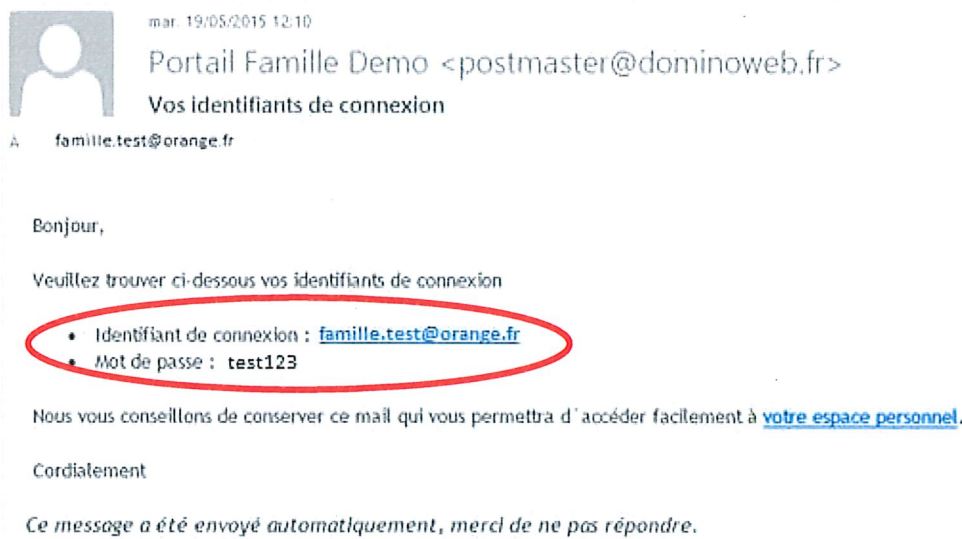 mar. 19/05/2015 12:10
Portail Famille Demo <postmaster@dominoweb.fr>
Vos identifiants de connexion
A famille.test@orange.fr
Bonjour,
Veuillez trouver ci-dessous vos identifiants de connexion
• Identifiant de connexion : famille.test@orange.fr
• Mot de passe : test123
Nous vous conseillons de conserver ce mail qui vous permettra d'accéder facilement à votre espace personnel.
Cordialement
Ce message a été envoyé automatiquement, merci de ne pas répondre.